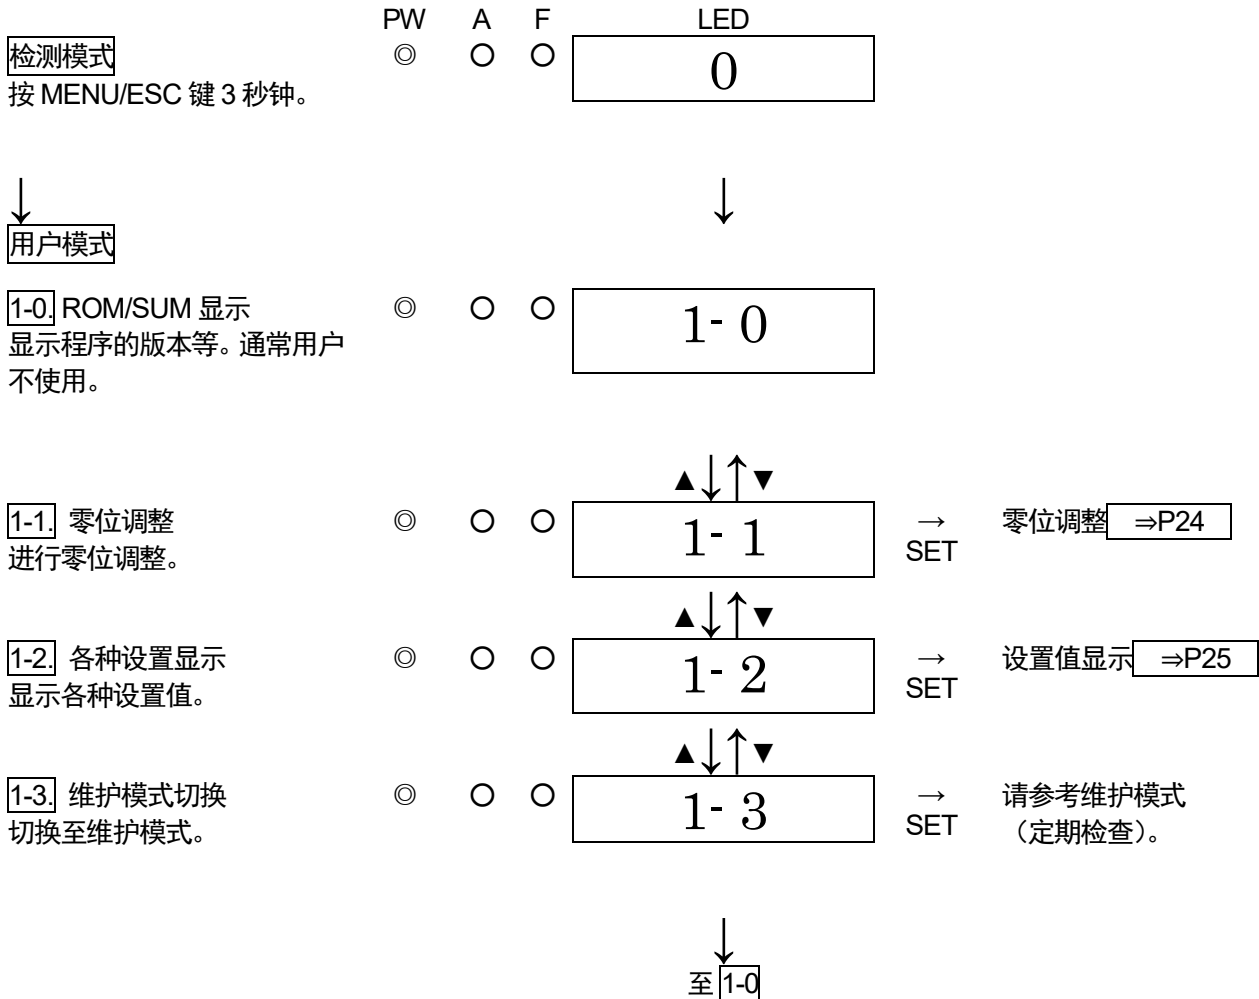 PW A F LED
检测模式 ◎ ○ ○ 0
按 MENU/ESC 键 3 秒钟。
↓ ↓
用户模式
1-0. ROM/SUM 显示 ◎ ○ ○ 1- 0
显示程序的版本等。通常用户
不使用。
▲↓↑▼
1-1. 零位调整 ◎ ○ ○ 1- 1 → 零位调整 ⇒P24
进行零位调整。 SET
▲↓↑▼
1-2. 各种设置显示 ◎ ○ ○ 1- 2 → 设置值显示 ⇒P25
显示各种设置值。 SET
▲↓↑▼
1-3. 维护模式切换 ◎ ○ ○ 1- 3 → 请参考维护模式
切换至维护模式。 SET （定期检查）。
↓
至 1-0